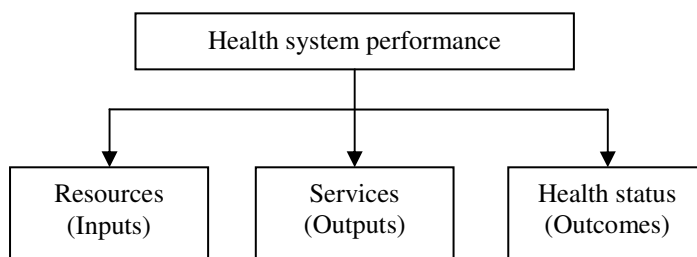 Health system performance
Resources
(Inputs)
Services
(Outputs)
Health status
(Outcomes)